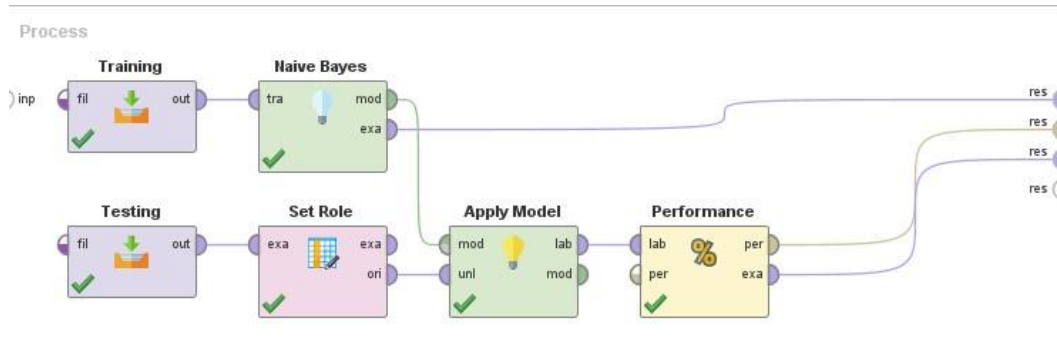 Process
Training
Naive Bayes
inp
fil
out
tra
mod
exa
res
res
res
res
Testing
Set Role
Apply Model
Performance
fil
out
exa
exa
ori
mod
lab
unl
mod
lab
%
per
per
exa